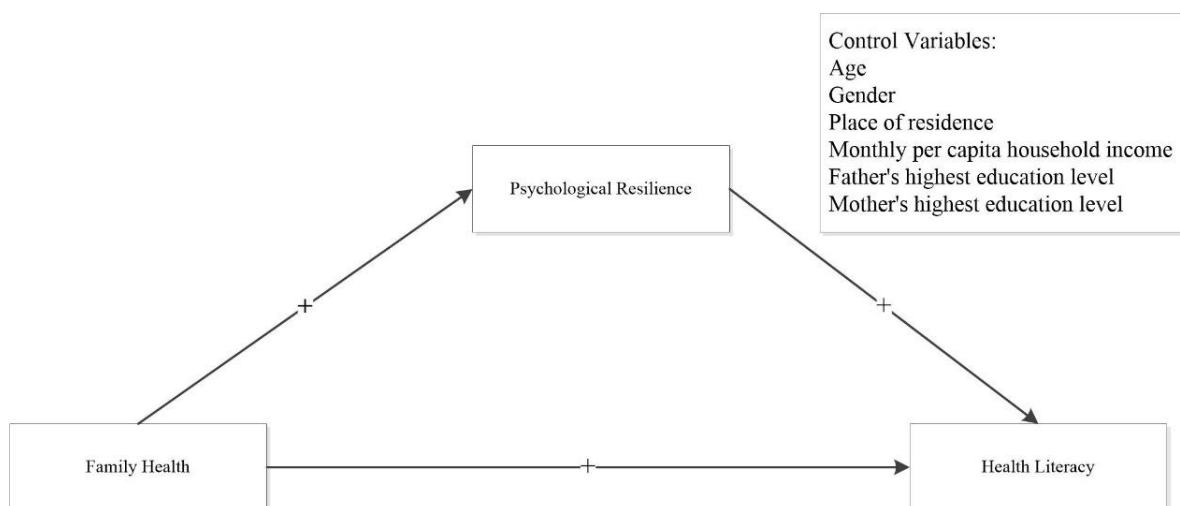 Control Variables:
Age
Gender
Place of residence
Monthly per capita household income
Father's highest education level
Mother's highest education level
Psychological Resilience
+
+
Family Health
+
Health Literacy